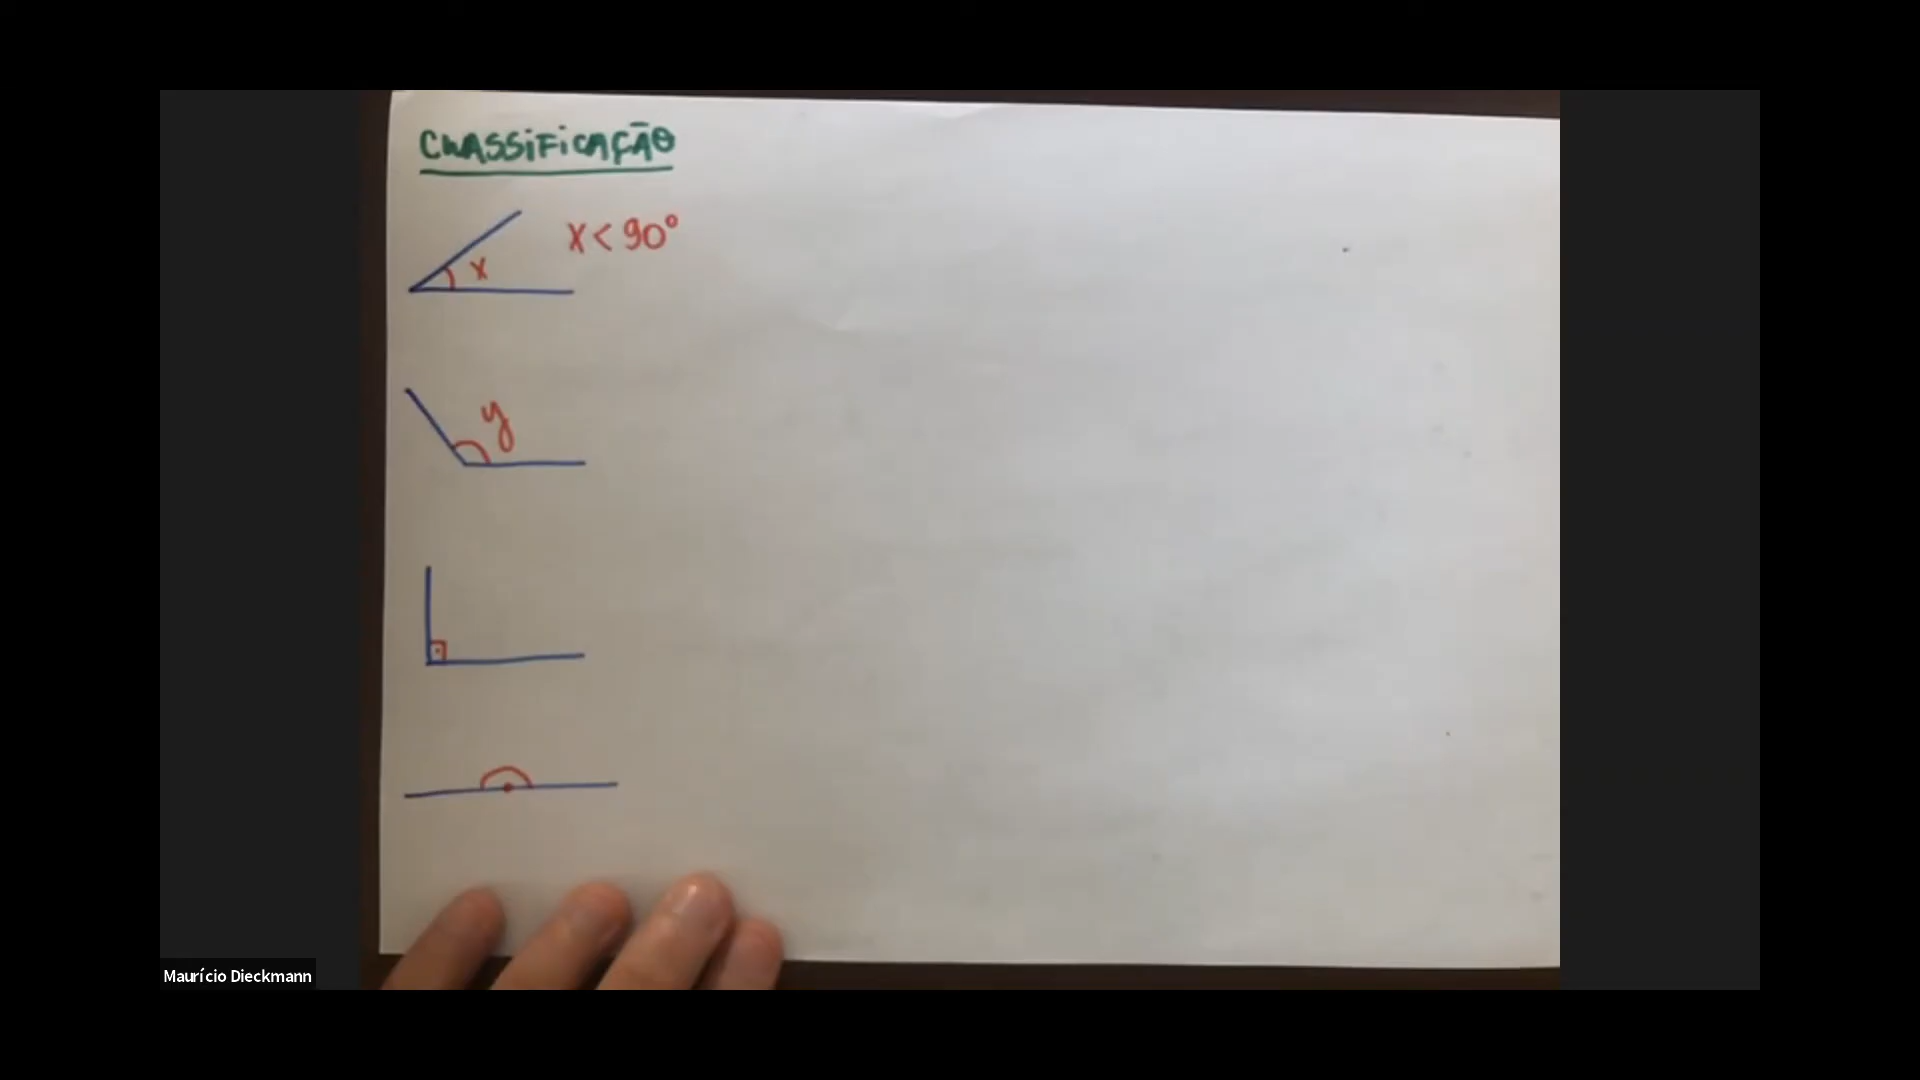 CLASSIFICAÇÃO
x < 90°
x
y
Maurício Dieckmann